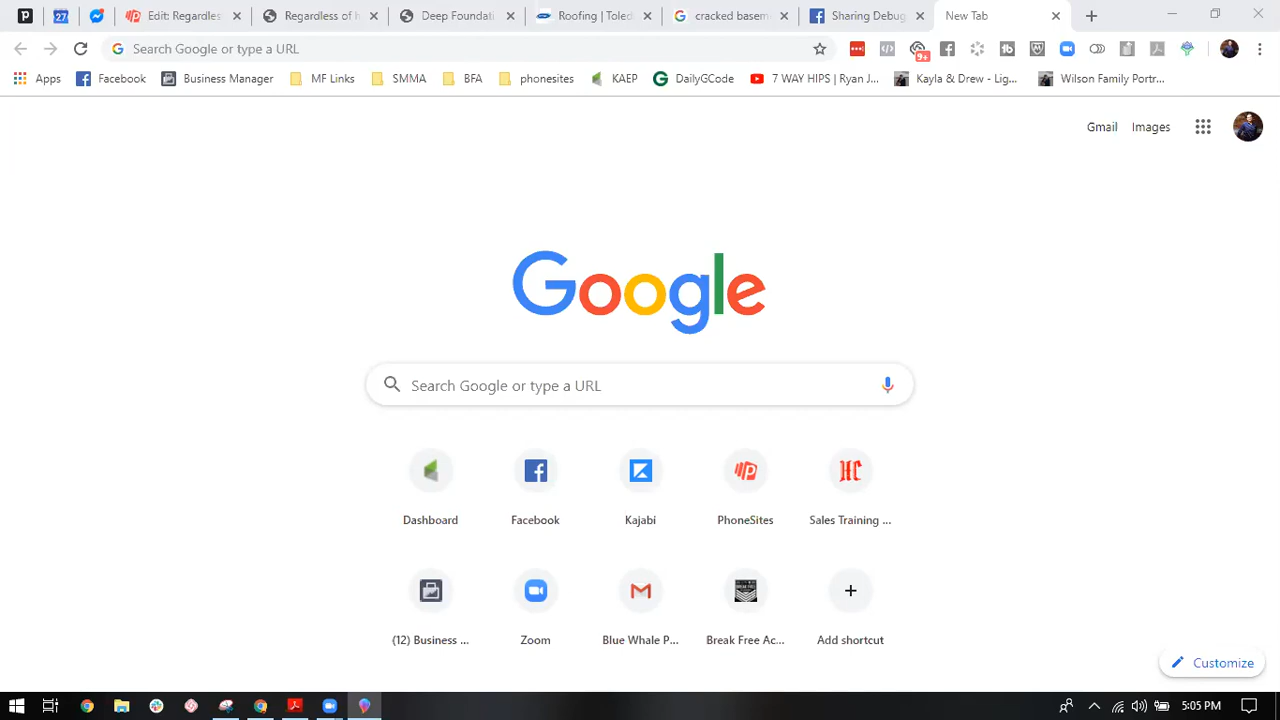 27
Edit: Regardles
Regardless of h
Deep Foundat
Roofing | Toled
cracked basem
Sharing Debug
New Tab
Search Google or type a URL
9+
Apps
Facebook
Business Manager
MF Links
SMMA
BFA
phonesites
KAEP
DailyGCode
7 WAY HIPS | Ryan J...
Kayla & Drew - Lig...
Wilson Family Portr...
Gmail
Images
Google
Search Google or type a URL
Dashboard
Facebook
Kajabi
PhoneSites
Sales Training ...
(12) Business ...
Zoom
Blue Whale P...
Break Free Ac...
Add shortcut
Customize
5:05 PM